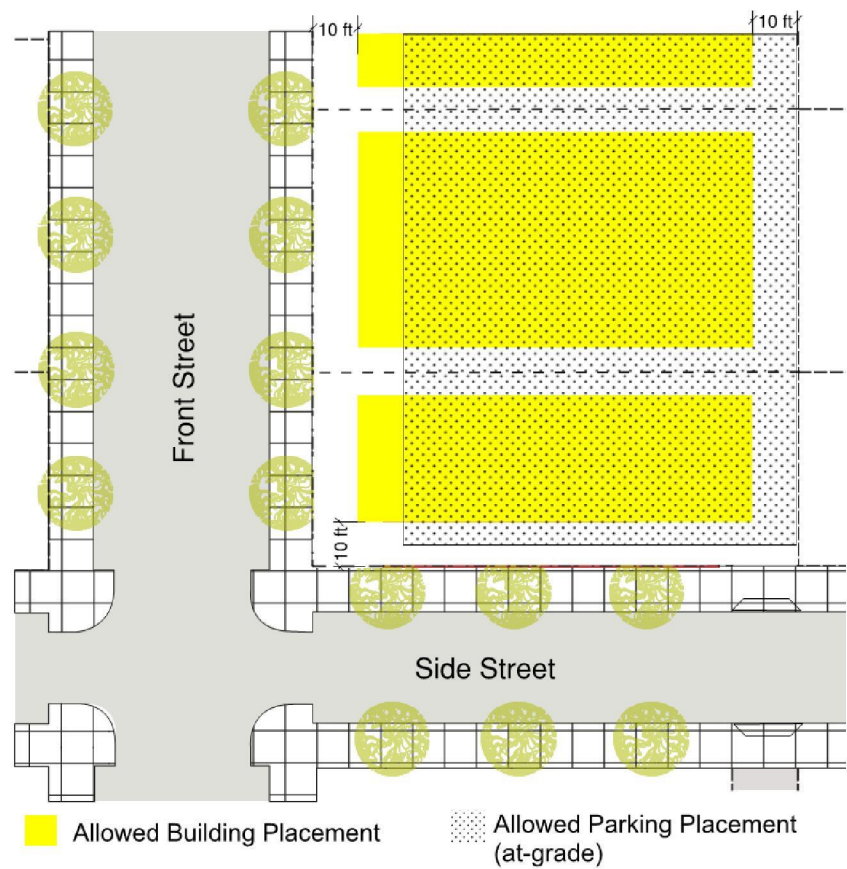 10 ft
10 ft
Front Street
10 ft
Side Street
Allowed Building Placement
Allowed Parking Placement
(at-grade)